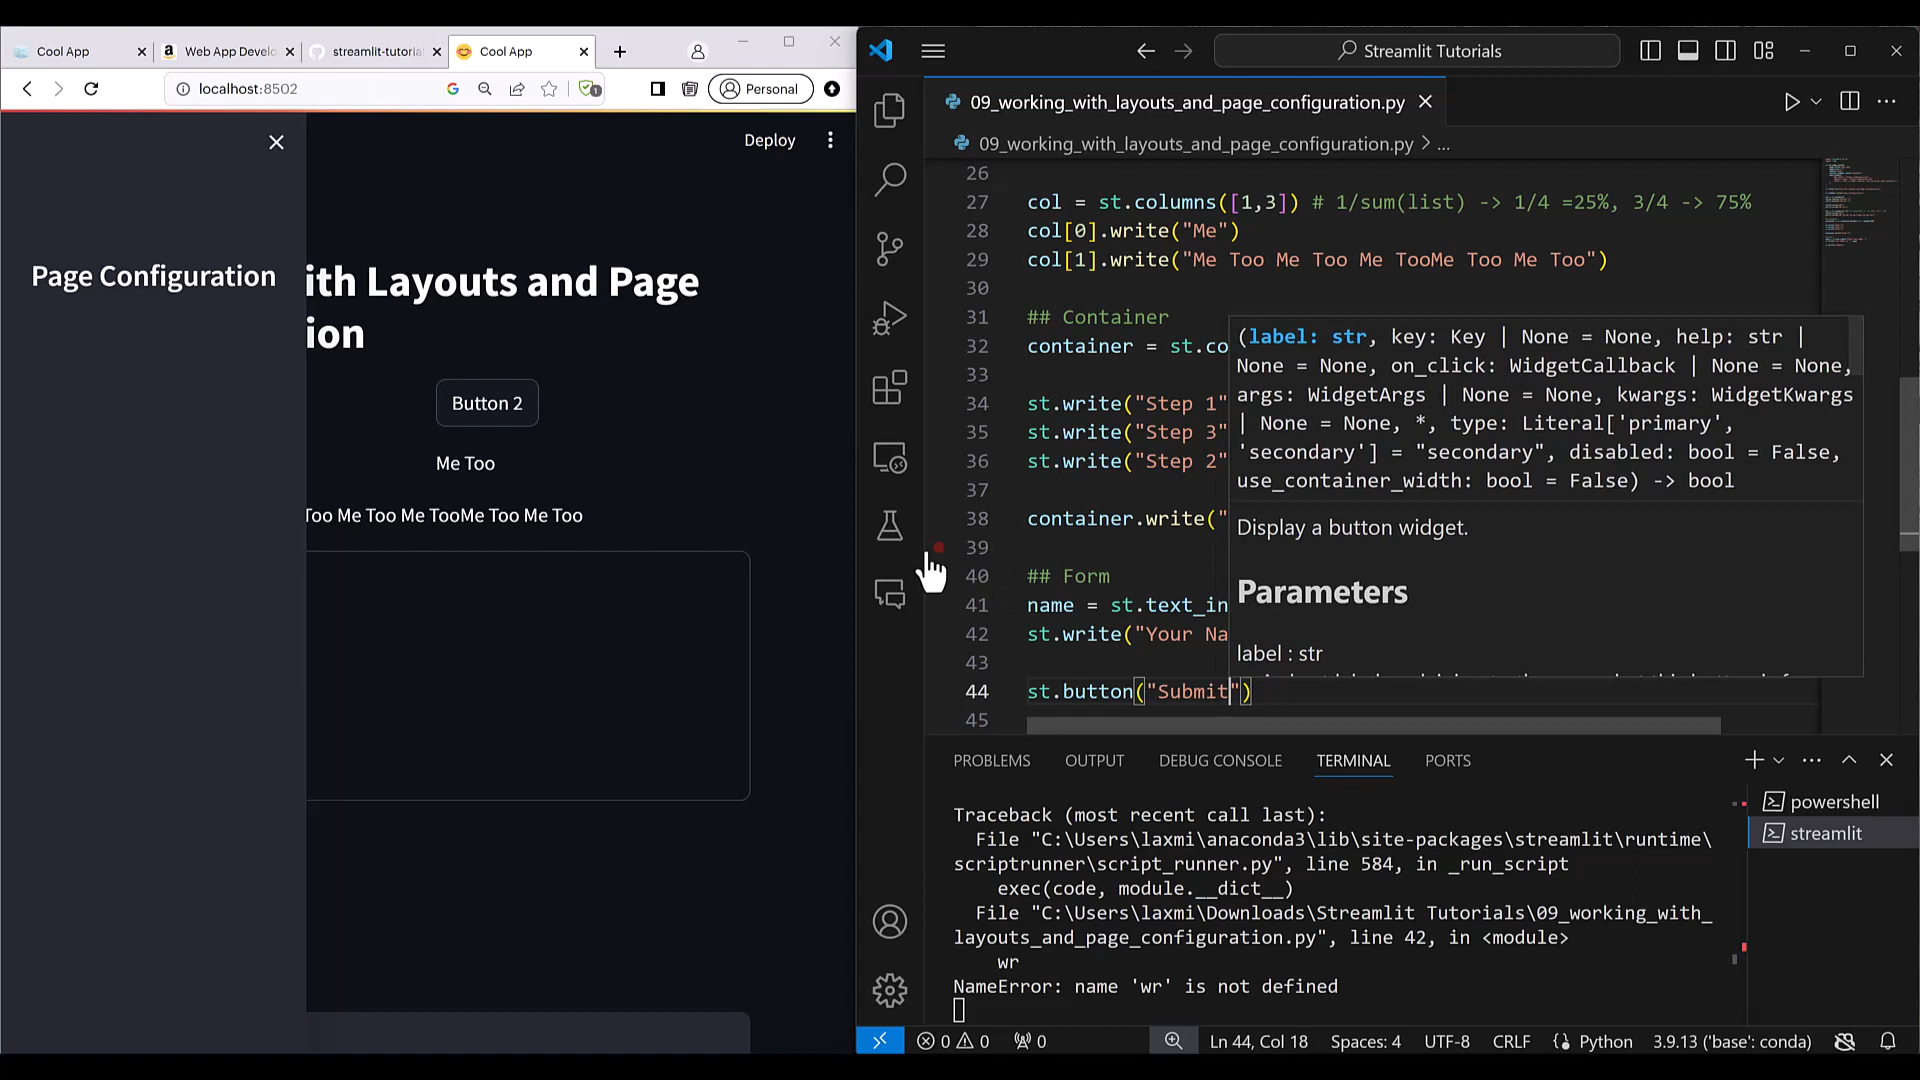 Cool App
Web App Develo
streamlit-tutoria
Cool App
localhost:8502
Personal
Deploy
Page Configuration
ith Layouts and Page
ion
Button 2
Me Too
Too Me Too Me TooMe Too Me Too
Streamlit Tutorials
09_working_with_layouts_and_page_configuration.py
09_working_with_layouts_and_page_configuration.py > ...
26
27 col = st.columns([1,3]) # 1/sum(list) -> 1/4 =25%, 3/4 -> 75%
28 col[0].write("Me")
29 col[1].write("Me Too Me Too Me TooMe Too Me Too")
30
31 ## Container
32 container = st.co
33
34 st.write("Step 1"
35 st.write("Step 3"
36 st.write("Step 2"
37
38 container.write("
39
40 ## Form
41 name = st.text_in
42 st.write("Your Na
43
44 st.button("Submit")
45
(label: str, key: Key | None = None, help: str |
None = None, on_click: WidgetCallback | None = None,
args: WidgetArgs | None = None, kwargs: WidgetKwargs
| None = None, *, type: Literal['primary',
'secondary'] = "secondary", disabled: bool = False,
use_container_width: bool = False) -> bool
Display a button widget.
Parameters
label : str
PROBLEMS
OUTPUT
DEBUG CONSOLE
TERMINAL
PORTS
Traceback (most recent call last):
File "C:\Users\laxmi\anaconda3\lib\site-packages\streamlit\runtime\
scriptrunner\script_runner.py", line 584, in _run_script
exec(code, module.__dict__)
File "C:\Users\laxmi\Downloads\Streamlit Tutorials\09_working_with_
layouts_and_page_configuration.py", line 42, in <module>
wr
NameError: name 'wr' is not defined
powershell
streamlit
0
0
0
Ln 44, Col 18
Spaces: 4
UTF-8
CRLF
Python
3.9.13 ('base': conda)